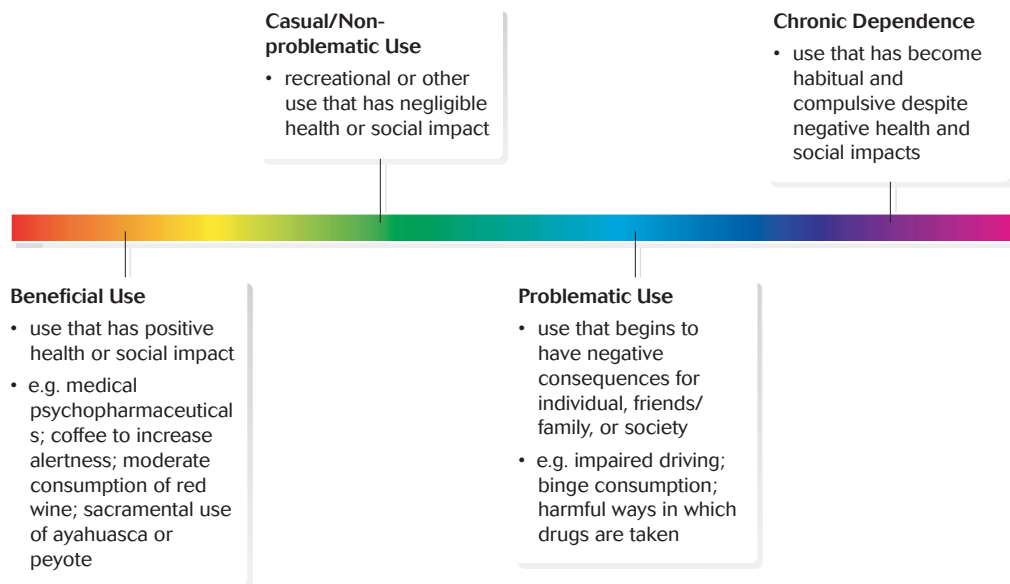 Casual/Non-
problematic Use
• recreational or other
use that has negligible
health or social impact
Chronic Dependence
• use that has become
habitual and
compulsive despite
negative health and
social impacts
Beneficial Use
• use that has positive
health or social impact
• e.g. medical
psychopharmaceutical
s; coffee to increase
alertness; moderate
consumption of red
wine; sacramental use
of ayahuasca or
peyote
Problematic Use
• use that begins to
have negative
consequences for
individual, friends/
family, or society
• e.g. impaired driving;
binge consumption;
harmful ways in which
drugs are taken